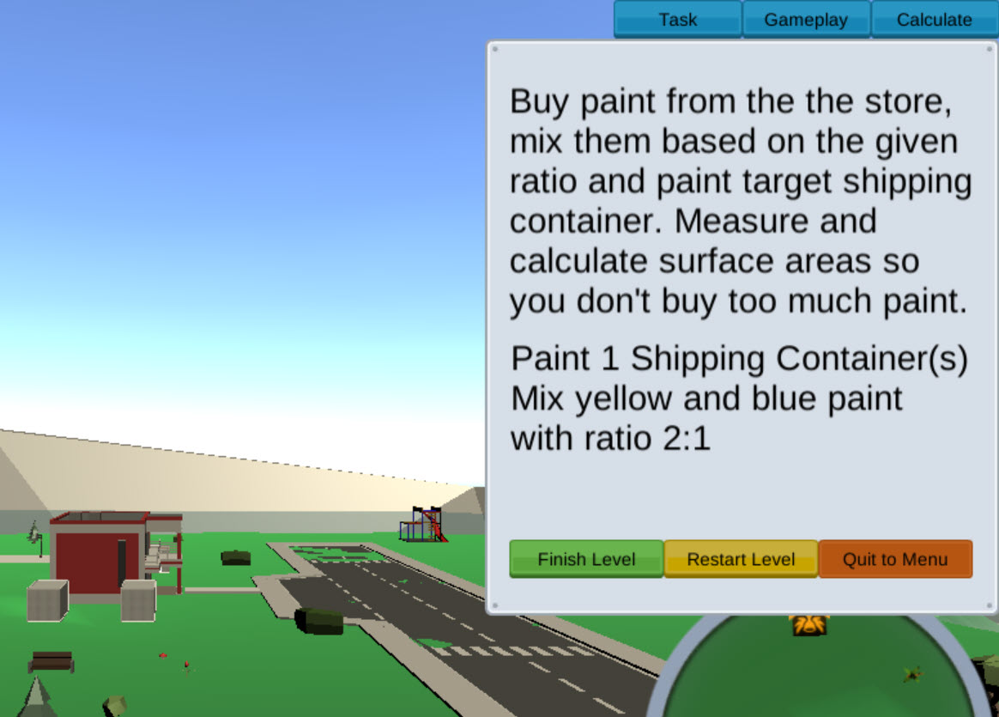 Task Gameplay Calculate
Buy paint from the the store,
mix them based on the given
ratio and paint target shipping
container. Measure and
calculate surface areas so
you don't buy too much paint.
Paint 1 Shipping Container(s)
Mix yellow and blue paint
with ratio 2:1
Finish Level Restart Level Quit to Menu